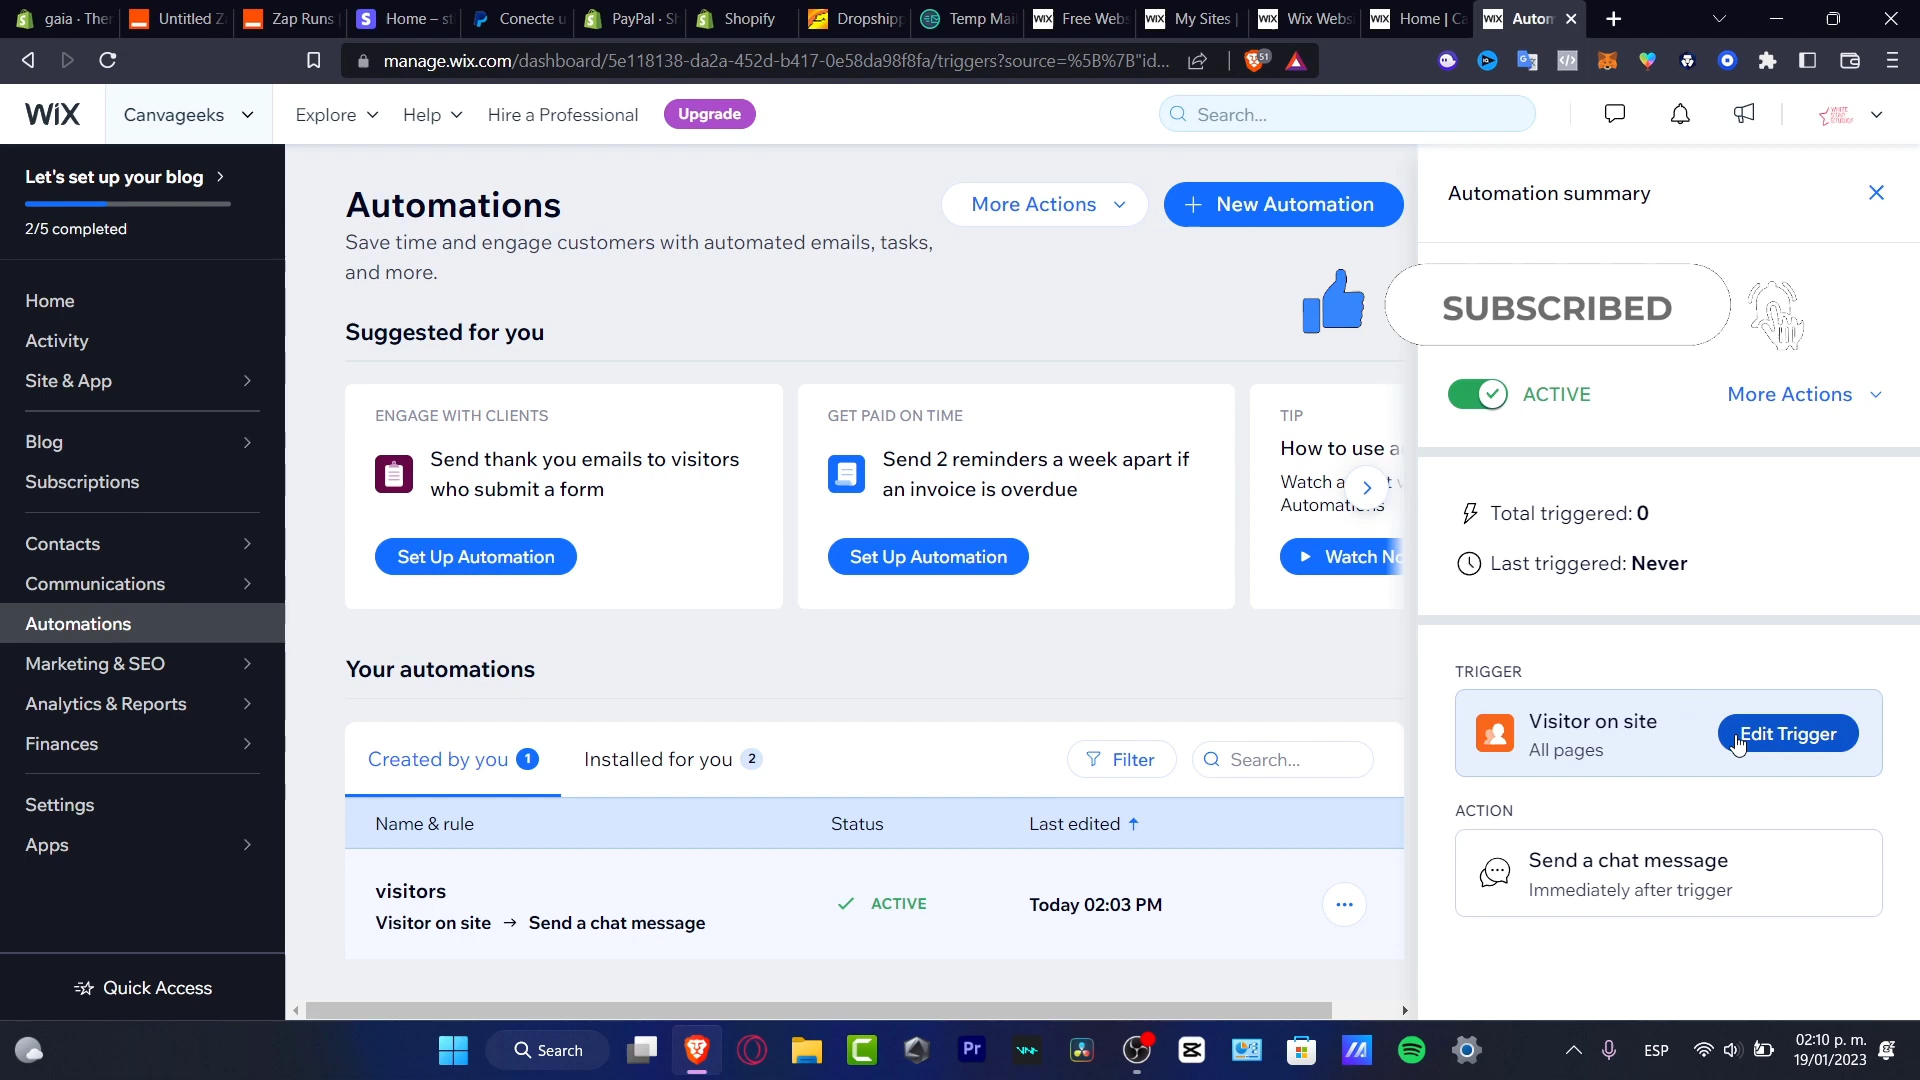 gaia · Ther
Untitled Z
Zap Runs
Home – st
Conecte u
PayPal · Sh
Shopify
Dropshipp
Temp Mai
Free Webs
My Sites |
Wix Webs
Home | Ca
Autom
manage.wix.com/dashboard/5e118138-da2a-452d-b417-0e58da98f8fa/triggers?source=%5B%7B"id...
51
WIX
Canvageeks
Explore
Help
Hire a Professional
Upgrade
Search...
WHITE
STAR
Let's set up your blog
2/5 completed
Home
Activity
Site & App
Blog
Subscriptions
Contacts
Communications
Automations
Marketing & SEO
Analytics & Reports
Finances
Settings
Apps
Quick Access
Automations
Save time and engage customers with automated emails, tasks,
and more.
More Actions
+ New Automation
Suggested for you
ENGAGE WITH CLIENTS
Send thank you emails to visitors
who submit a form
Set Up Automation
GET PAID ON TIME
Send 2 reminders a week apart if
an invoice is overdue
Set Up Automation
TIP
How to use a
Watch a
Watch No
Your automations
Created by you 1
Installed for you 2
Filter
Search...
Name & rule
Status
Last edited ↑
visitors
Visitor on site → Send a chat message
ACTIVE
Today 02:03 PM
Automation summary
SUBSCRIBED
ACTIVE
More Actions
Total triggered: 0
Last triggered: Never
TRIGGER
Visitor on site
All pages
Edit Trigger
ACTION
Send a chat message
Immediately after trigger
Search
Pr
ESP
02:10 p. m.
19/01/2023